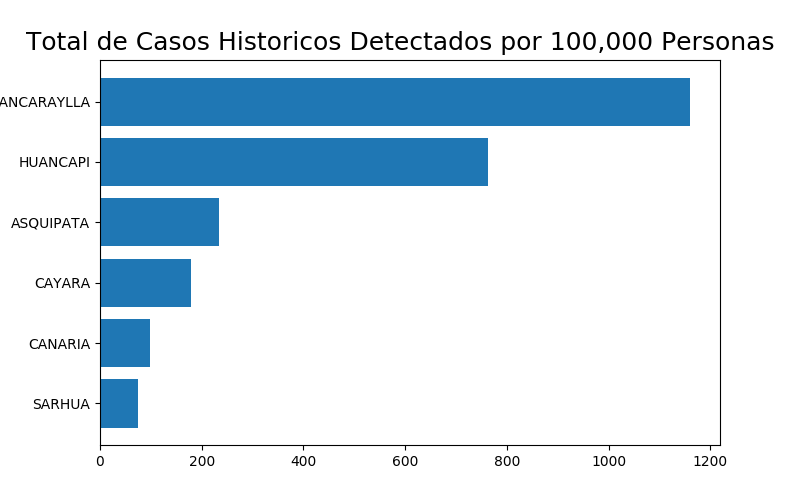 Total de Casos Historicos Detectados por 100,000 Personas
ANCARAYLLA
HUANCAPI
ASQUIPATA
CAYARA
CANARIA
SARHUA
0 200 400 600 800 1000 1200